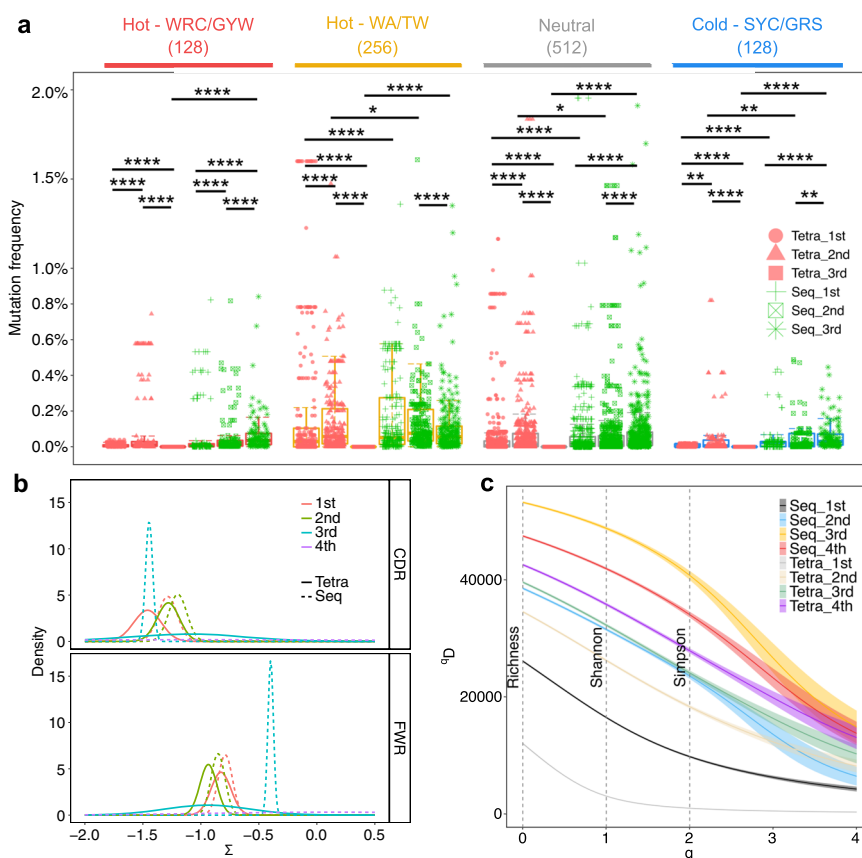 a
Hot - WRC/GYW
(128)
Hot - WA/TW
(256)
Neutral
(512)
Cold - SYC/GRS
(128)
Mutation frequency
2.0%
1.5%
1.0%
0.8%
0.6%
0.4%
0.2%
0.0%
****
****
****
****
****
****
****
****
*
****
****
****
****
****
****
*
****
****
****
****
****
****
****
**
****
****
**
****
****
**
Tetra_1st
Tetra_2nd
Tetra_3rd
Seq_1st
Seq_2nd
Seq_3rd
b
Density
15
10
5
0
15
10
5
0
CDR
FWR
1st
2nd
3rd
4th
Tetra
Seq
−2.0
−1.5
−1.0
−0.5
0.0
0.5
Σ
c
qD
40000
20000
0
Richness
Shannon
Simpson
Seq_1st
Seq_2nd
Seq_3rd
Seq_4th
Tetra_1st
Tetra_2nd
Tetra_3rd
Tetra_4th
0
1
2
3
4
q